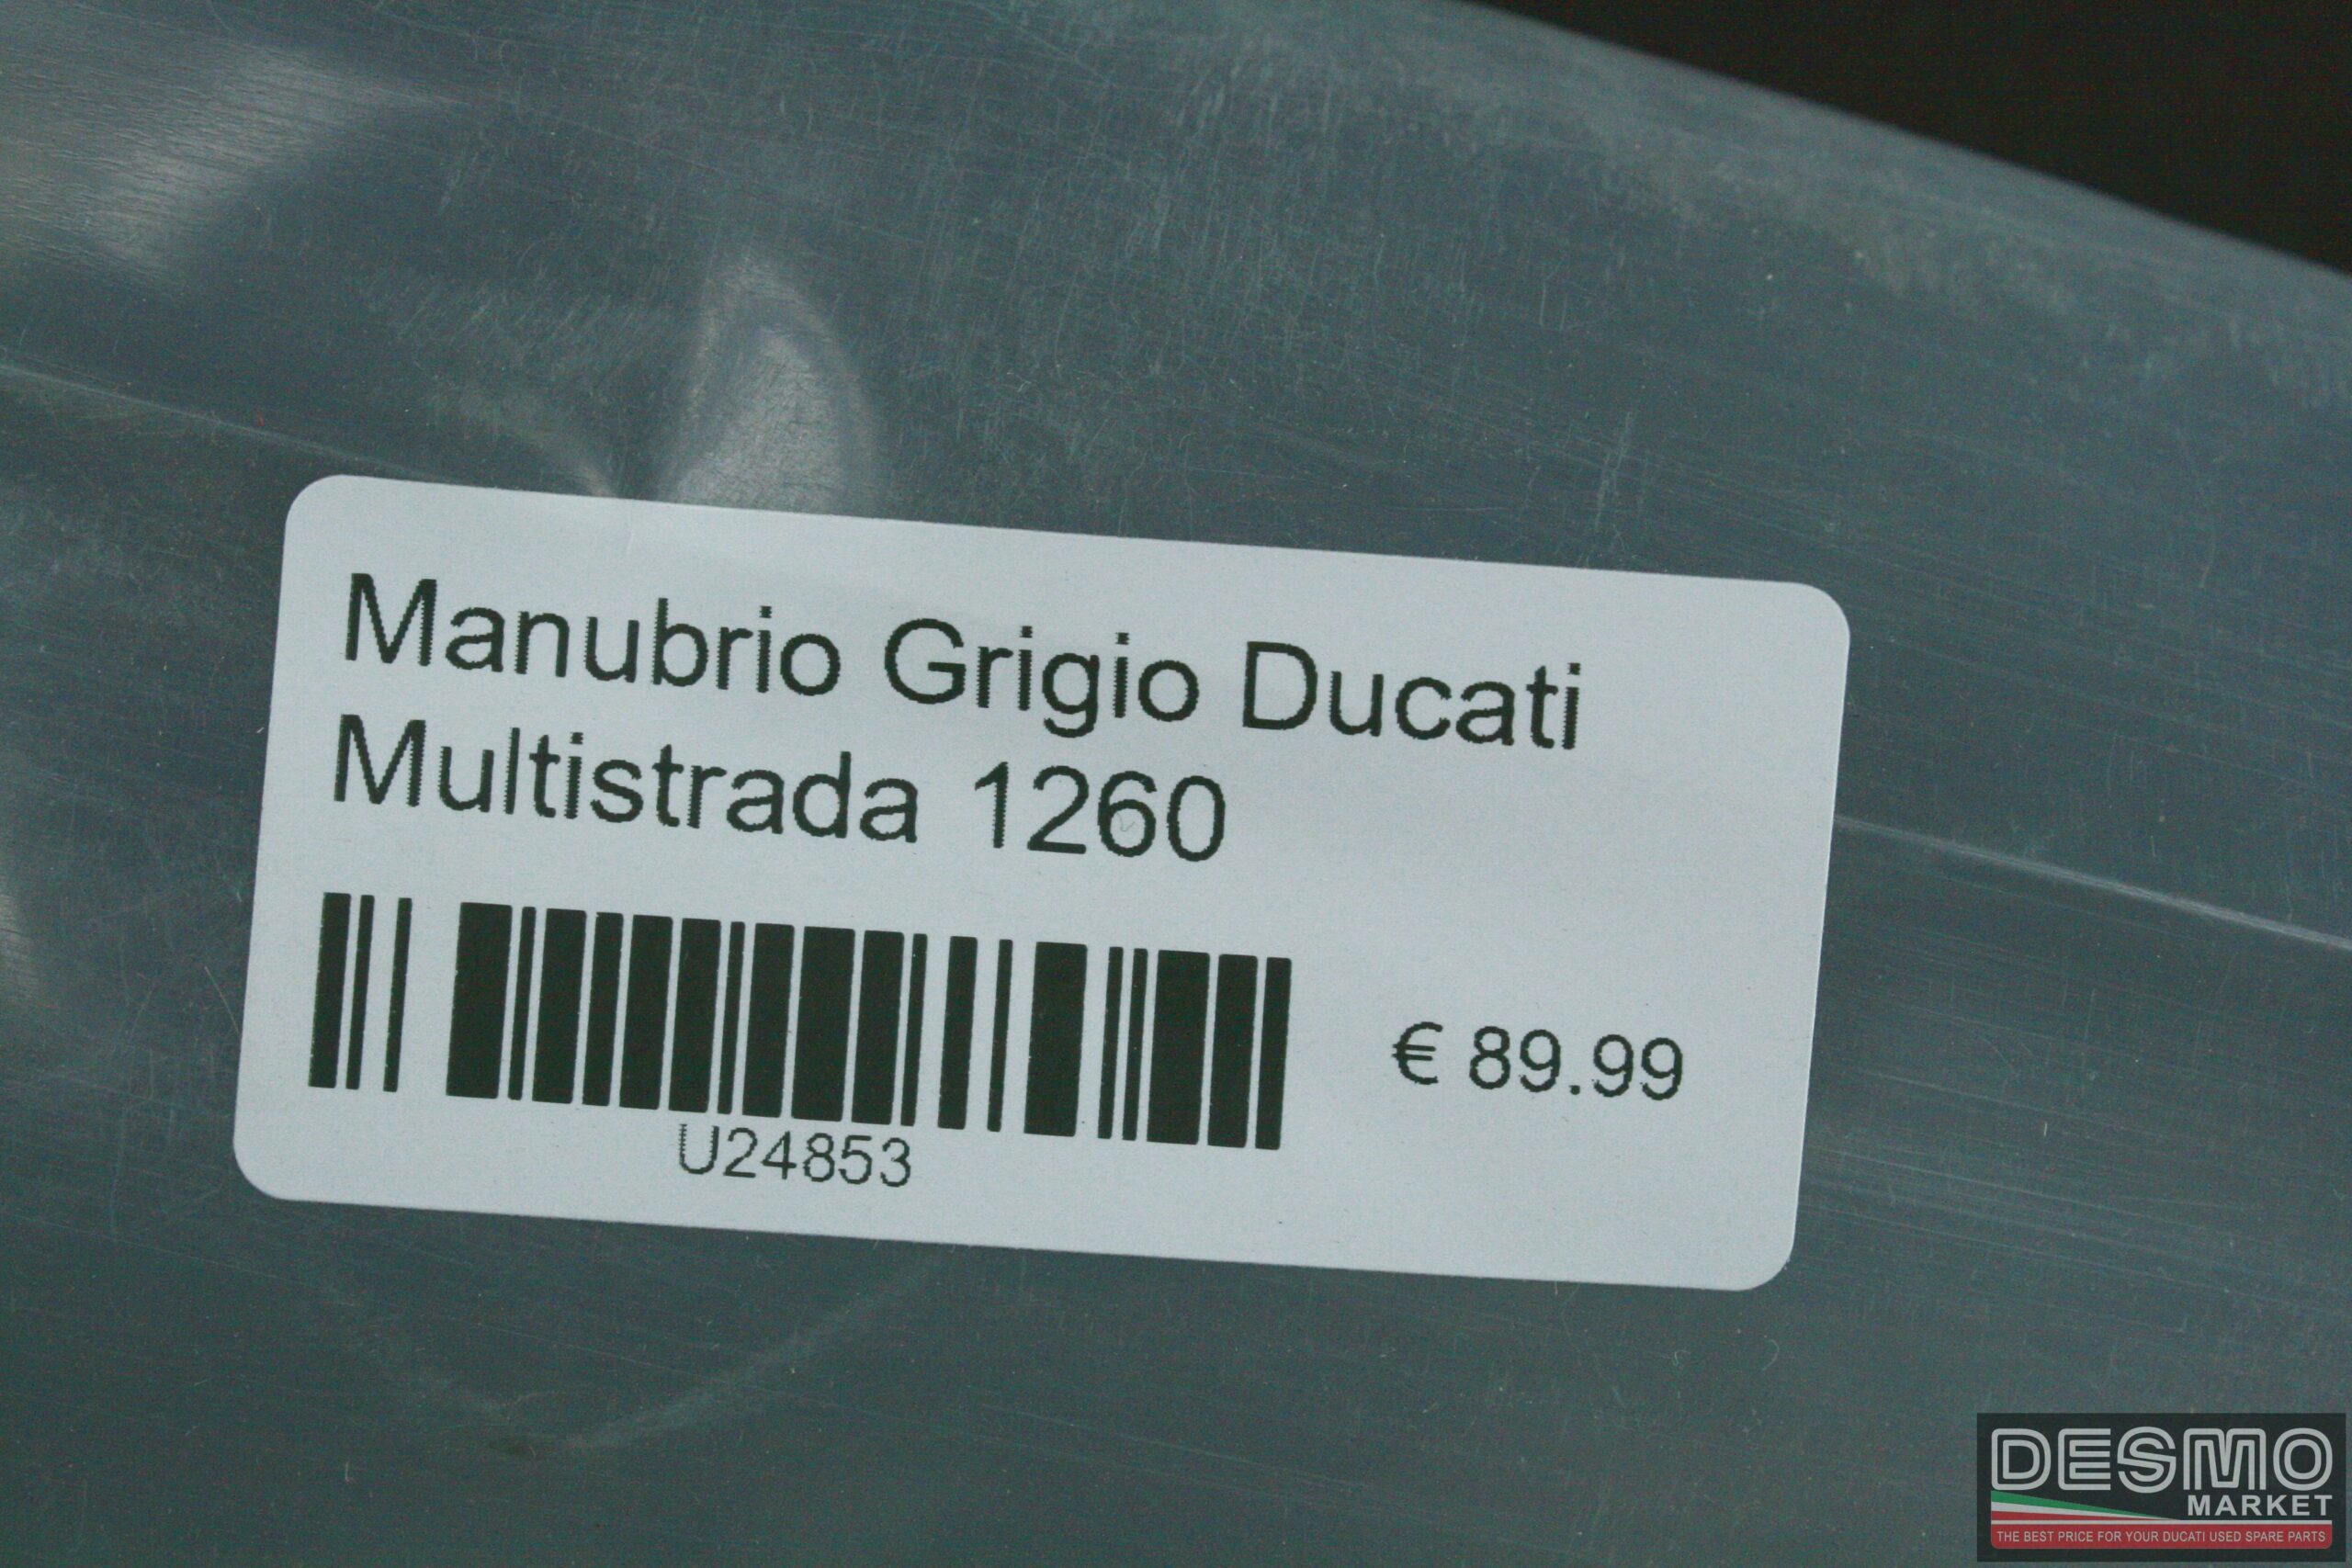 Manubrio Grigio Ducati
Multistrada 1260
€ 89.99
U24853
DESMO
MARKET
THE BEST PRICE FOR YOUR DUCATI USED SPARE PARTS